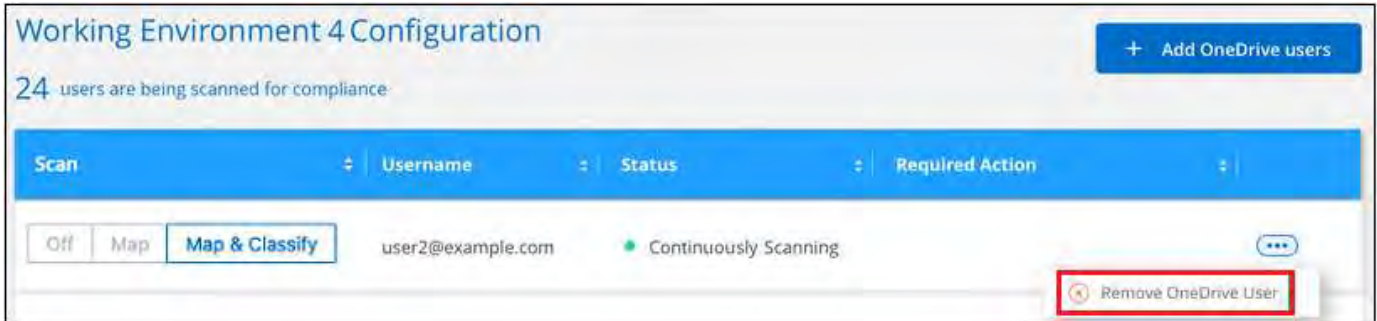 Working Environment 4 Configuration
+ Add OneDrive users
24 users are being scanned for compliance
Scan Username Status Required Action
Off Map Map & Classify user2@example.com Continuously Scanning
Remove OneDrive User